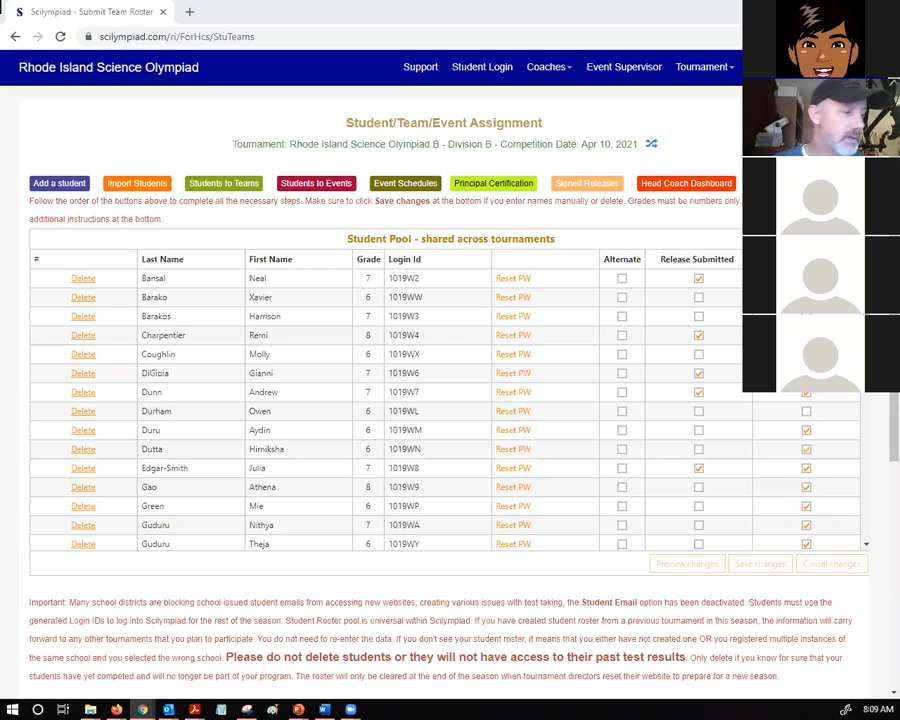 Scilympiad - Submit Team Roster
scilympiad.com/ri/ForHcs/StuTeams
Rhode Island Science Olympiad Support Student Login Coaches Event Supervisor Tournament
Student/Team/Event Assignment
Tournament: Rhode Island Science Olympiad B - Division B - Competition Date: Apr 10, 2021
Add a student Import Students Students to Teams Students to Events Event Schedules Principal Certification Signed Releases Head Coach Dashboard
Follow the order of the buttons above to complete all the necessary steps. Make sure to click Save changes at the bottom if you enter names manually or delete. Grades must be numbers only.
additional instructions at the bottom.
Student Pool - shared across tournaments
# Last Name First Name Grade Login Id Alternate Release Submitted
Delete Bansal Neal 7 1019W2 Reset PW
Delete Barako Xavier 6 1019WW Reset PW
Delete Barakos Harrison 7 1019W3 Reset PW
Delete Charpentier Remi 8 1019W4 Reset PW
Delete Coughlin Molly 6 1019WX Reset PW
Delete DiGioia Gianni 7 1019W6 Reset PW
Delete Dunn Andrew 7 1019W7 Reset PW
Delete Durham Owen 6 1019WL Reset PW
Delete Duru Aydin 6 1019WM Reset PW
Delete Dutta Hirniksha 6 1019WN Reset PW
Delete Edgar-Smith Julia 7 1019W8 Reset PW
Delete Gao Athena 8 1019W9 Reset PW
Delete Green Mie 6 1019WP Reset PW
Delete Guduru Nithya 7 1019WA Reset PW
Delete Guduru Theja 6 1019WY Reset PW
Preview changes Save changes Cancel changes
Important: Many school districts are blocking school-issued student emails from accessing new websites, creating various issues with test taking, the Student Email option has been deactivated. Students must use the
generated Login IDs to log into Scilympiad for the rest of the season. Student Roster pool is universal within Scilympiad. If you have created student roster from a previous tournament in this season, the information will carry
forward to any other tournaments that you plan to participate. You do not need to re-enter the data. If you don't see your student roster, it means that you either have not created one OR you registered multiple instances of
the same school and you selected the wrong school. Please do not delete students or they will not have access to their past test results. Only delete if you know for sure that your
students have yet competed and will no longer be part of your program. The roster will only be cleared at the end of the season when tournament directors reset their website to prepare for a new season.
8:09 AM